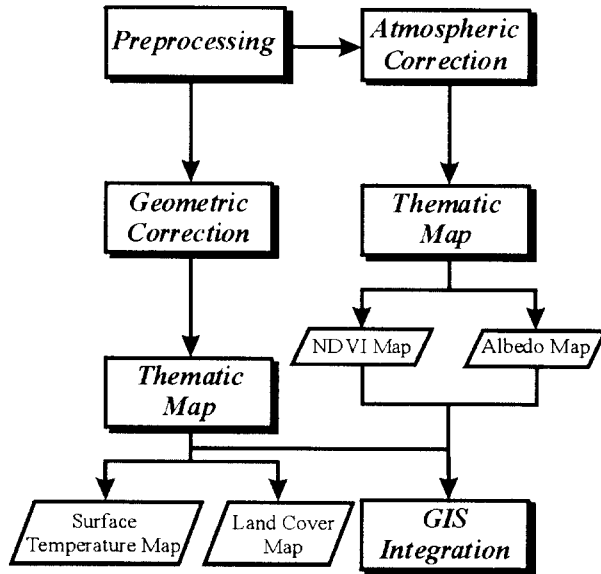 Preprocessing
Atmospheric
Correction
Geometric
Correction
Thematic
Map
NDVI Map
Albedo Map
Thematic
Map
Surface
Temperature Map
Land Cover
Map
GIS
Integration